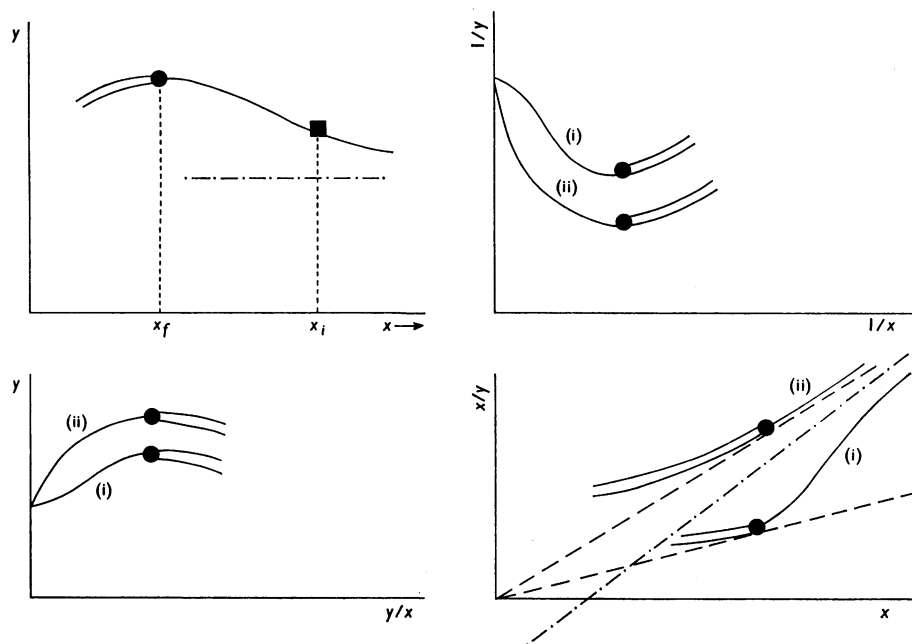 y
x_f
x_i
x→
1/y
(i)
(ii)
1/x
y
(ii)
(i)
y/x
x/y
(ii)
(i)
x